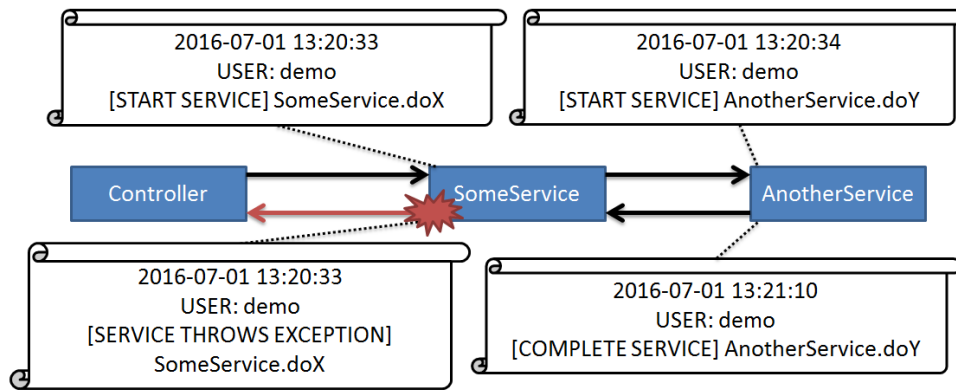 2016-07-01 13:20:33
USER: demo
[START SERVICE] SomeService.doX
2016-07-01 13:20:34
USER: demo
[START SERVICE] AnotherService.doY
Controller
SomeService
AnotherService
2016-07-01 13:20:33
USER: demo
[SERVICE THROWS EXCEPTION]
SomeService.doX
2016-07-01 13:21:10
USER: demo
[COMPLETE SERVICE] AnotherService.doY